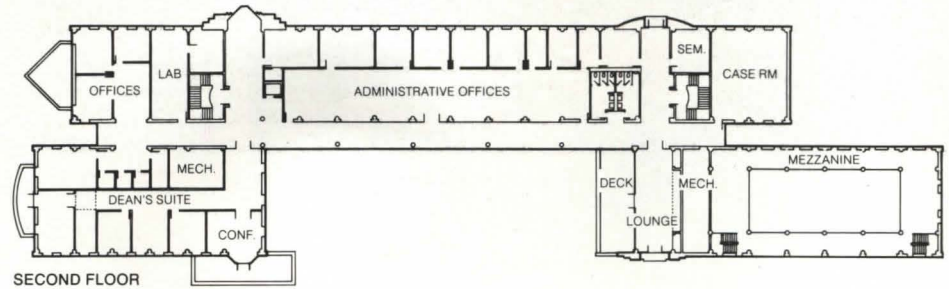 SEM.
OFFICES
LAB
ADMINISTRATIVE OFFICES
CASE RM
MECH.
MEZZANINE
DEAN'S SUITE
DECK
MECH.
LOUNGE
CONF.
SECOND FLOOR